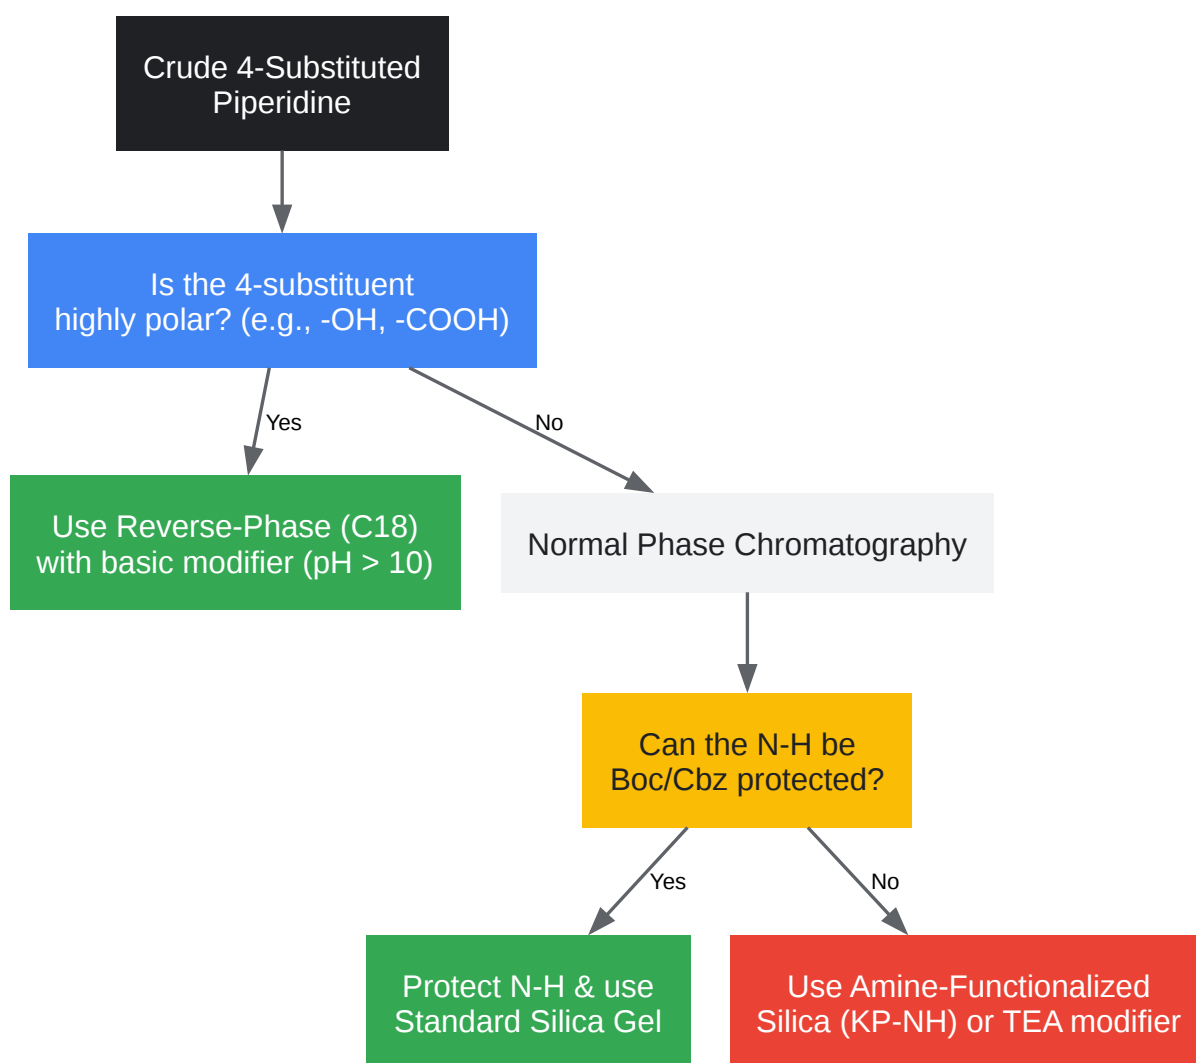 Crude 4-Substituted
Piperidine
Is the 4-substituent
highly polar? (e.g., -OH, -COOH)
Yes
No
Use Reverse-Phase (C18)
with basic modifier (pH > 10)
Normal Phase Chromatography
Can the N-H be
Boc/Cbz protected?
Yes
No
Protect N-H & use
Standard Silica Gel
Use Amine-Functionalized
Silica (KP-NH) or TEA modifier